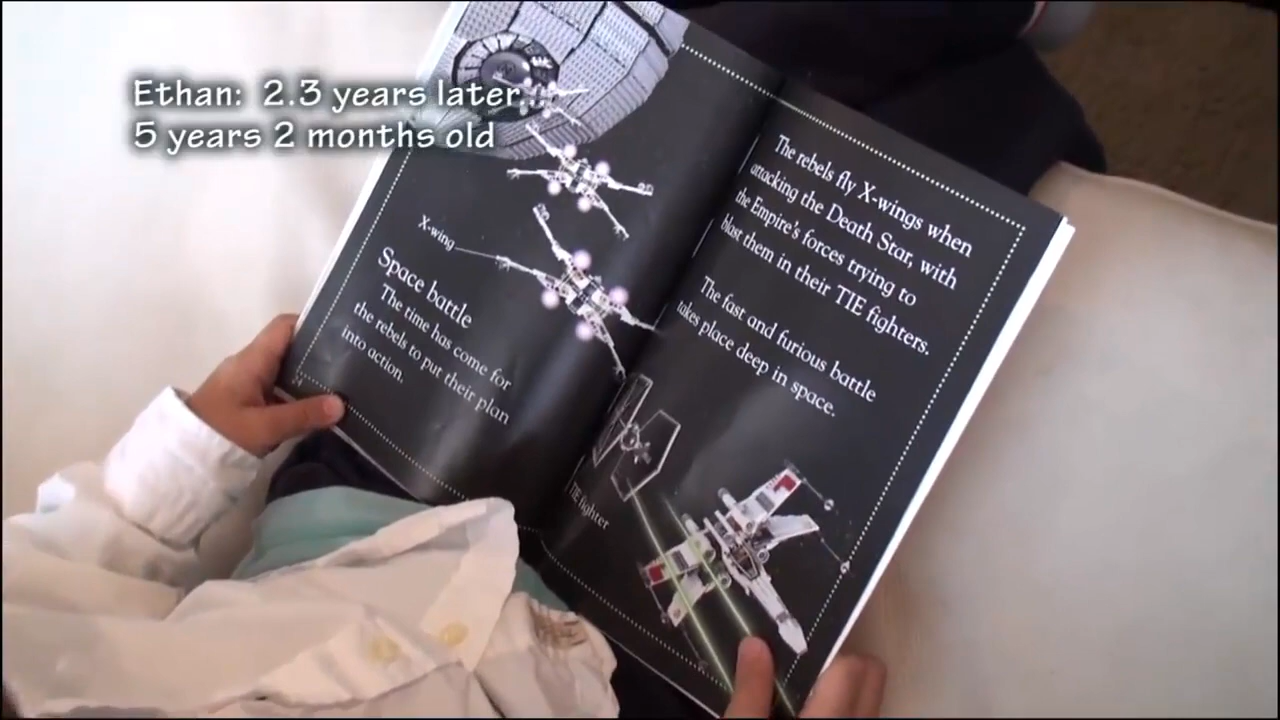 Ethan: 2.3 years later...
5 years 2 months old
X-wing
Space battle
The time has come for
the rebels to put their plan
into action.
24
The rebels fly X-wings when
attacking the Death Star, with
the Empire's forces trying to
blast them in their TIE fighters.
The fast and furious battle
takes place deep in space.
TIE fighter